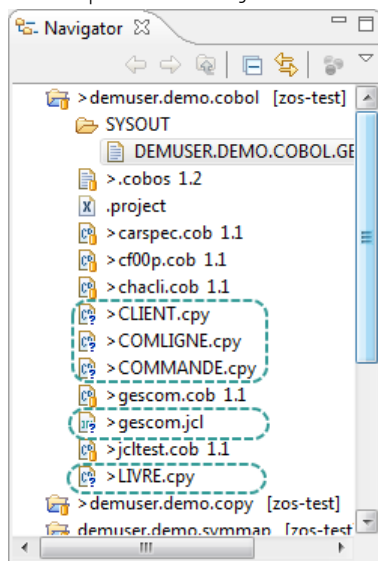 Navigator
>demuser.demo.cobol [zos-test]
SYSOUT
DEMUSER.DEMO.COBOL.GE
>.cobos 1.2
.project
>carspec.cob 1.1
>cf00p.cob 1.1
>chacli.cob 1.1
>CLIENT.cpy
>COMLIGNE.cpy
>COMMANDE.cpy
>gescom.cob 1.1
>gescom.jcl
>jcltest.cob 1.1
>LIVRE.cpy
>demuser.demo.copy [zos-test]
demuser.demo.symmap [zos-test